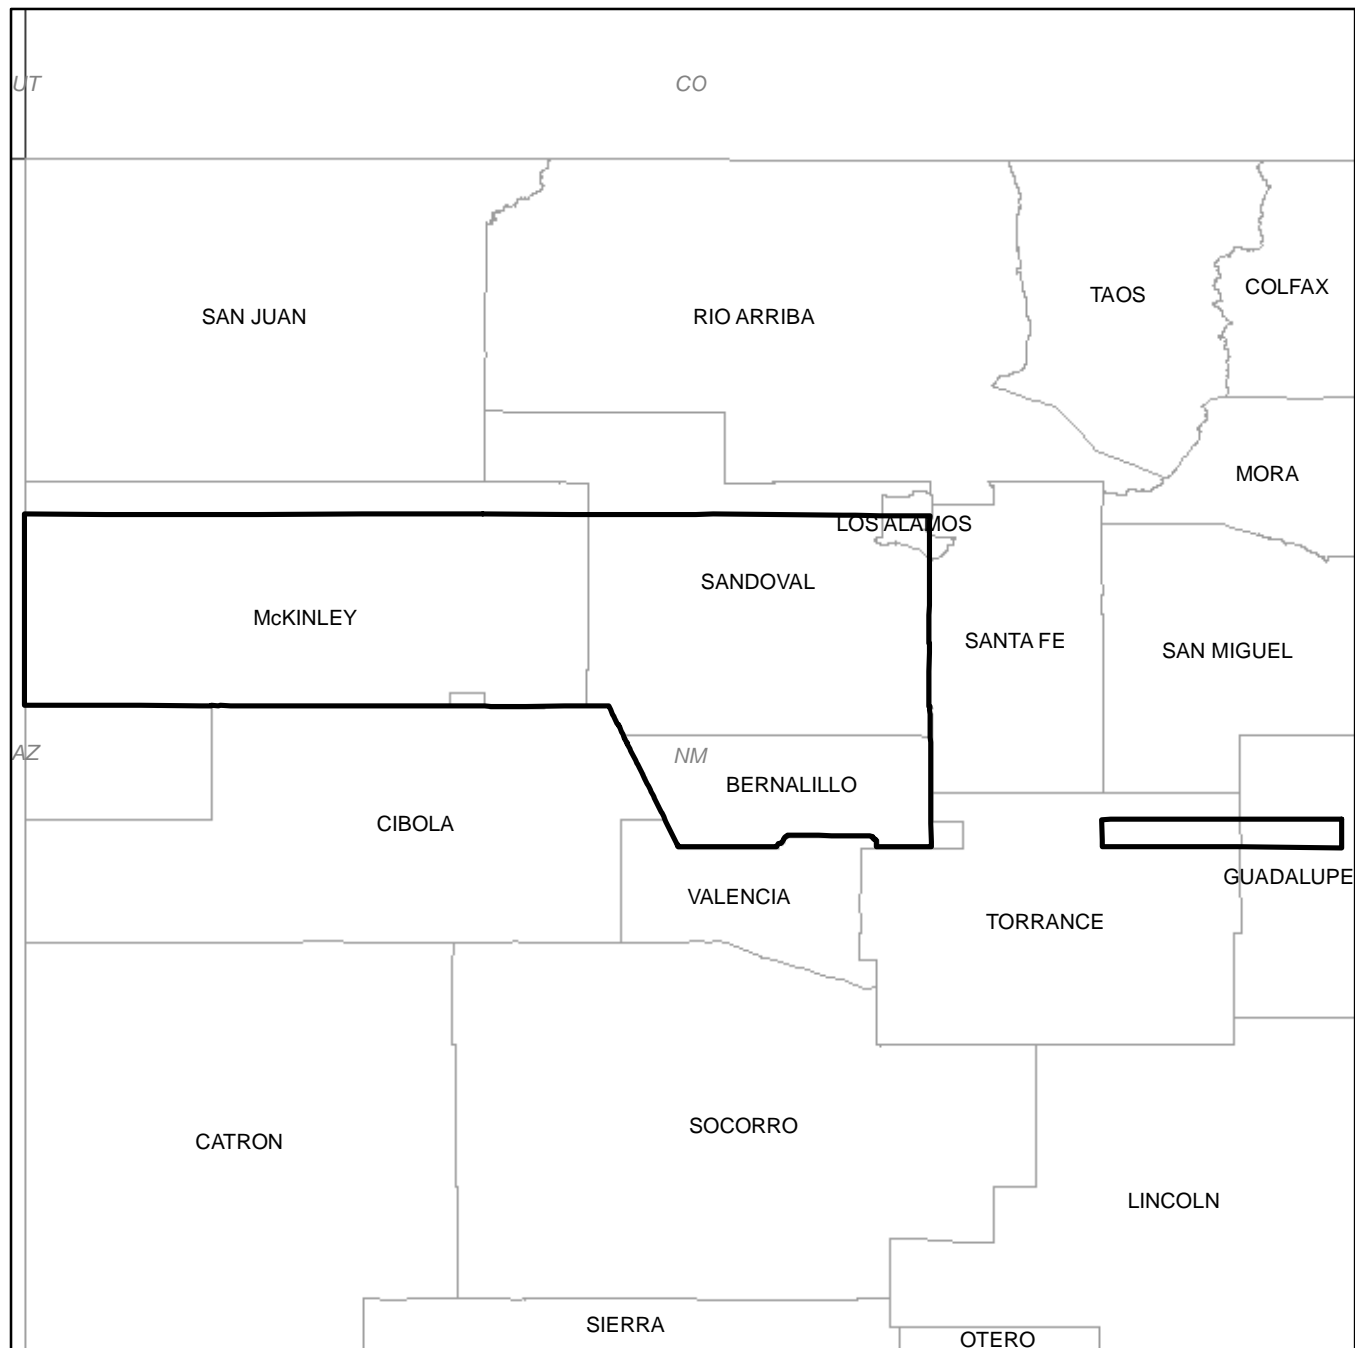 UT
CO
SAN JUAN
RIO ARRIBA
TAOS
COLFAX
MORA
LOS ALAMOS
SANDOVAL
McKINLEY
SANTA FE
SAN MIGUEL
AZ
NM
BERNALILLO
CIBOLA
GUADALUPE
VALENCIA
TORRANCE
SOCORRO
CATRON
LINCOLN
SIERRA
OTERO